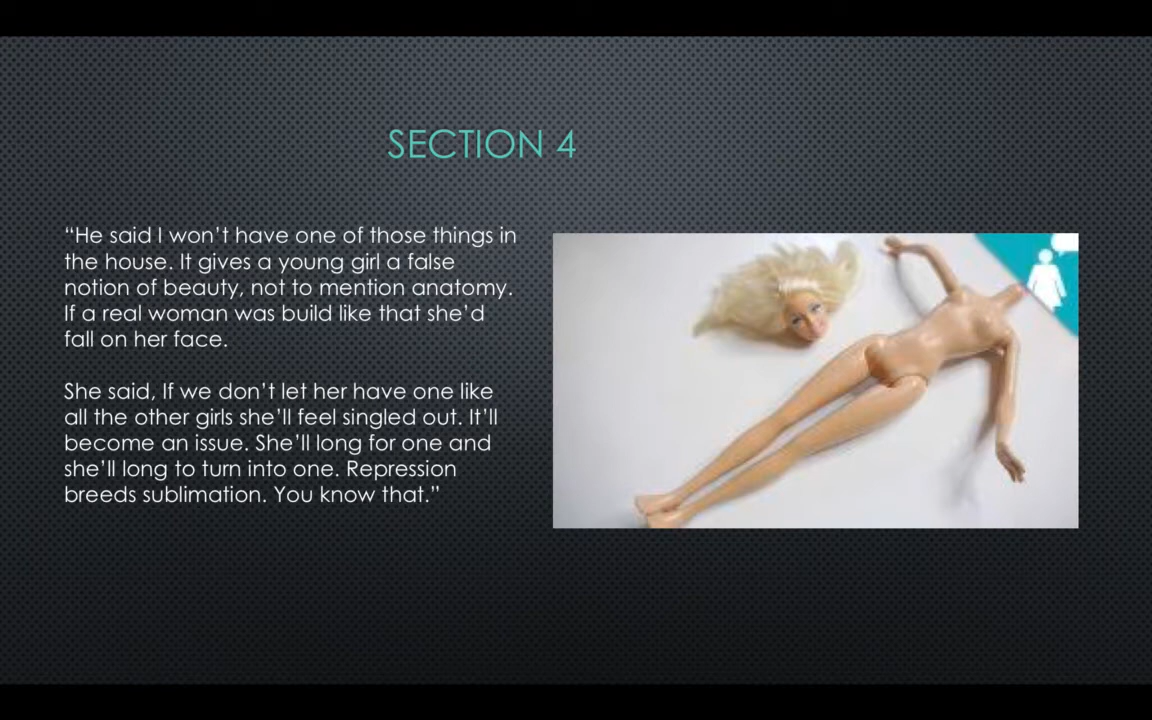 SECTION 4
“He said I won’t have one of those things in
the house. It gives a young girl a false
notion of beauty, not to mention anatomy.
If a real woman was build like that she’d
fall on her face.
She said, If we don’t let her have one like
all the other girls she’ll feel singled out. It’ll
become an issue. She’ll long for one and
she’ll long to turn into one. Repression
breeds sublimation. You know that.”